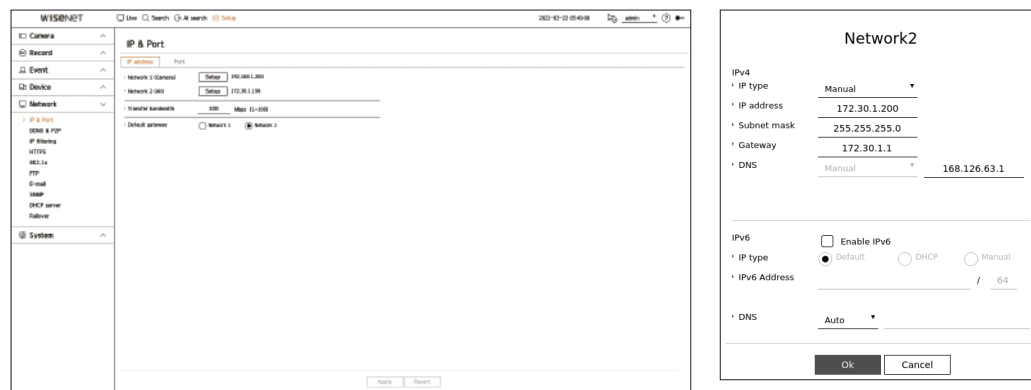 WISENET
Live Search AI search Setup
2022-03-22 05:49:08 admin
Camera
Record
Event
Device
Network
IP & Port
DDNS & P2P
IP filtering
HTTPS
802.1x
FTP
E-mail
SNMP
DHCP server
Failover
System
IP & Port
IP address Port
Network 1 (Camera) Setup 192.168.1.200
Network 2 Setup 172.30.1.198
Transfer bandwidth 200 Mbps
Default gateway Network 1 Network 2
Apply Revert
Network2
IPv4
IP type Manual
IP address 172.30.1.200
Subnet mask 255.255.255.0
Gateway 172.30.1.1
DNS Manual 168.126.63.1
IPv6 Enable IPv6
IP type Default DHCP Manual
IPv6 Address / 64
DNS Auto
Ok Cancel